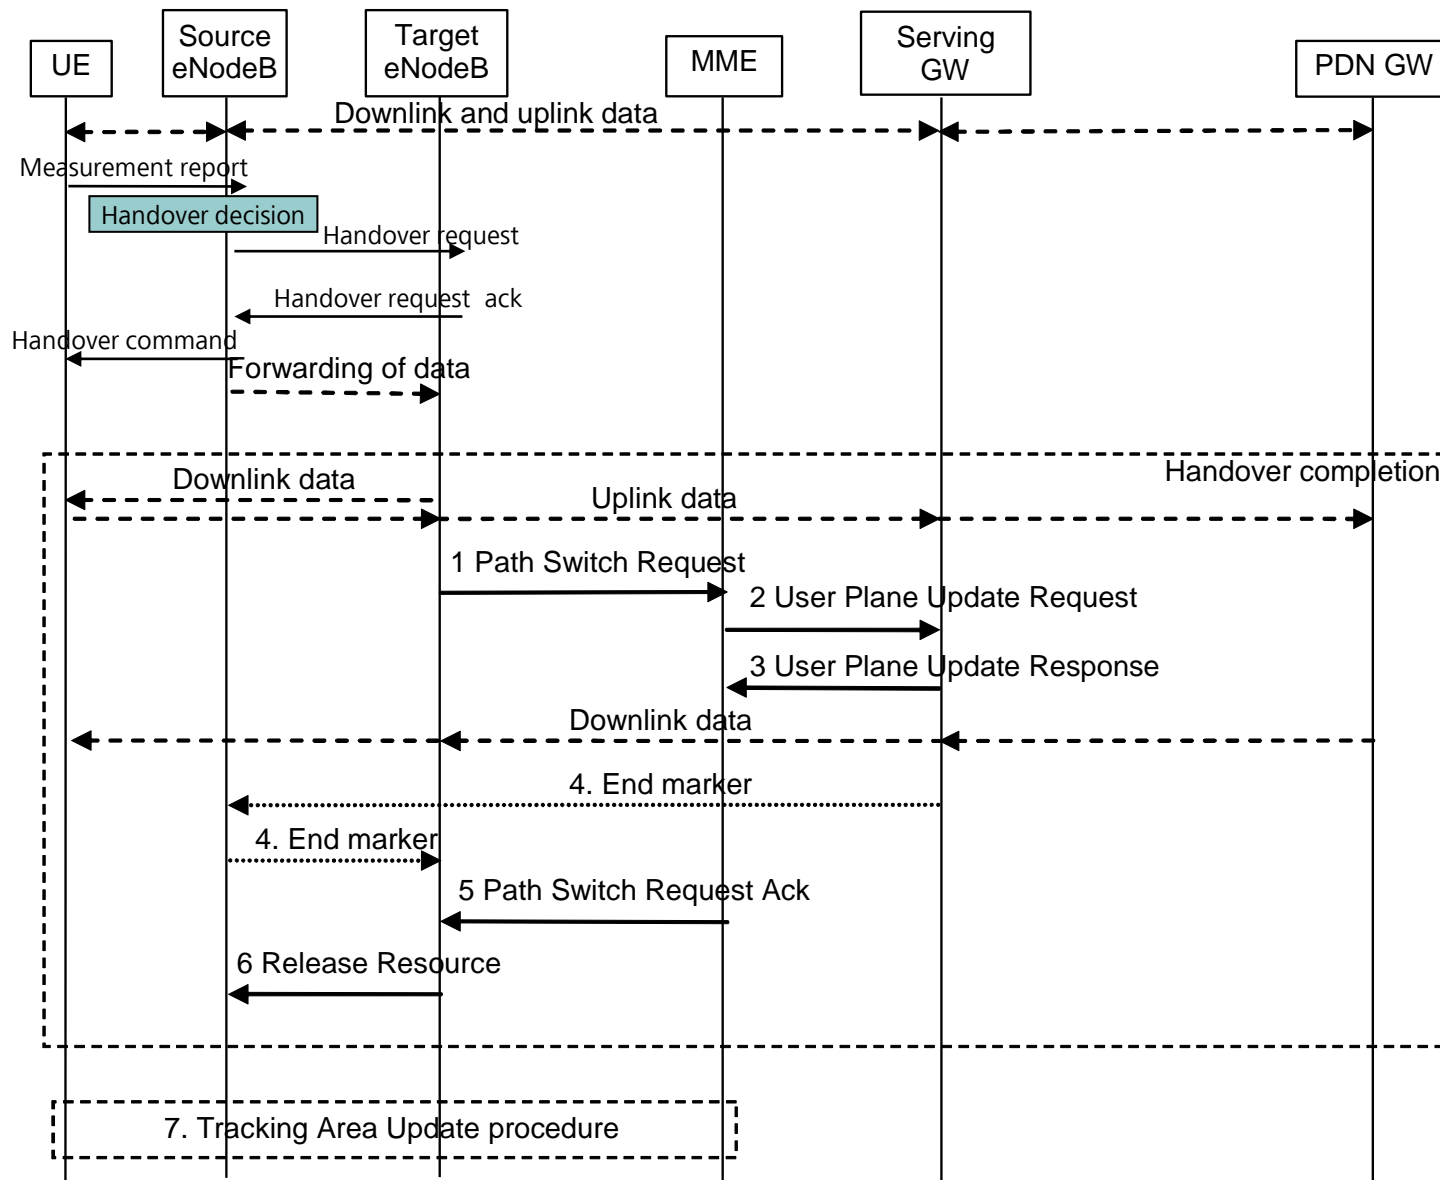 UE
Source
eNodeB
Target
eNodeB
MME
Serving
GW
PDN GW
Downlink and uplink data
Measurement report
Handover decision
Handover request
Handover request ack
Handover command
Forwarding of data
Handover completion
Downlink data
Uplink data
1 Path Switch Request
2 User Plane Update Request
3 User Plane Update Response
Downlink data
4. End marker
4. End marker
5 Path Switch Request Ack
6 Release Resource
7. Tracking Area Update procedure